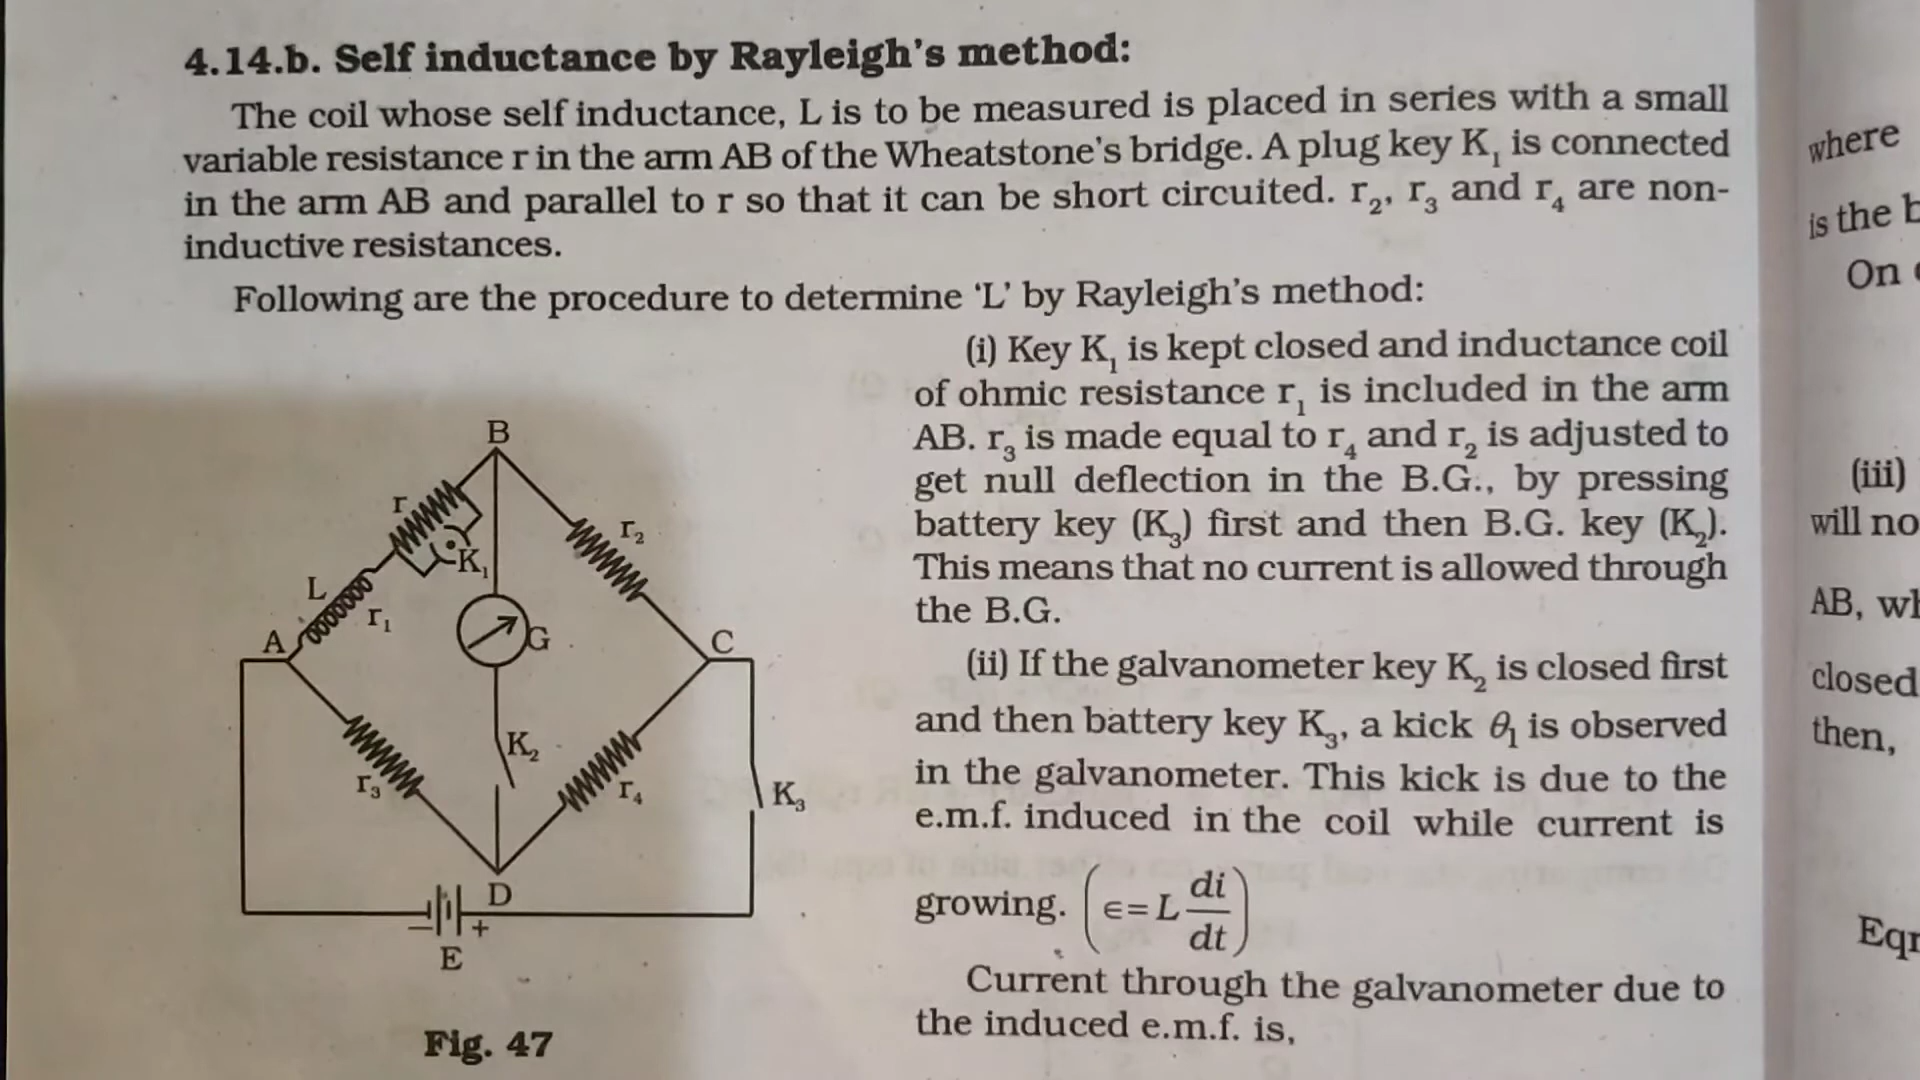 4.14.b. Self inductance by Rayleigh's method:
The coil whose self inductance, L is to be measured is placed in series with a small
variable resistance r in the arm AB of the Wheatstone's bridge. A plug key K₁ is connected
in the arm AB and parallel to r so that it can be short circuited. r₂, r₃ and r₄ are non-
inductive resistances.
Following are the procedure to determine 'L' by Rayleigh's method:
(i) Key K₁ is kept closed and inductance coil
of ohmic resistance r₁ is included in the arm
AB. r₃ is made equal to r₄ and r₂ is adjusted to
get null deflection in the B.G., by pressing
battery key (K₃) first and then B.G. key (K₂).
This means that no current is allowed through
the B.G.
(ii) If the galvanometer key K₂ is closed first
and then battery key K₃, a kick θ₁ is observed
in the galvanometer. This kick is due to the
e.m.f. induced in the coil while current is
growing. (∈= L di/dt)
Current through the galvanometer due to
the induced e.m.f. is,
B
r
r₂
K₁
L
r₁
A
G
C
K₂
r₃
r₄
K₃
D
+
E
Fig. 47
where
is the
On
(iii)
will no
AB,
closed
then,